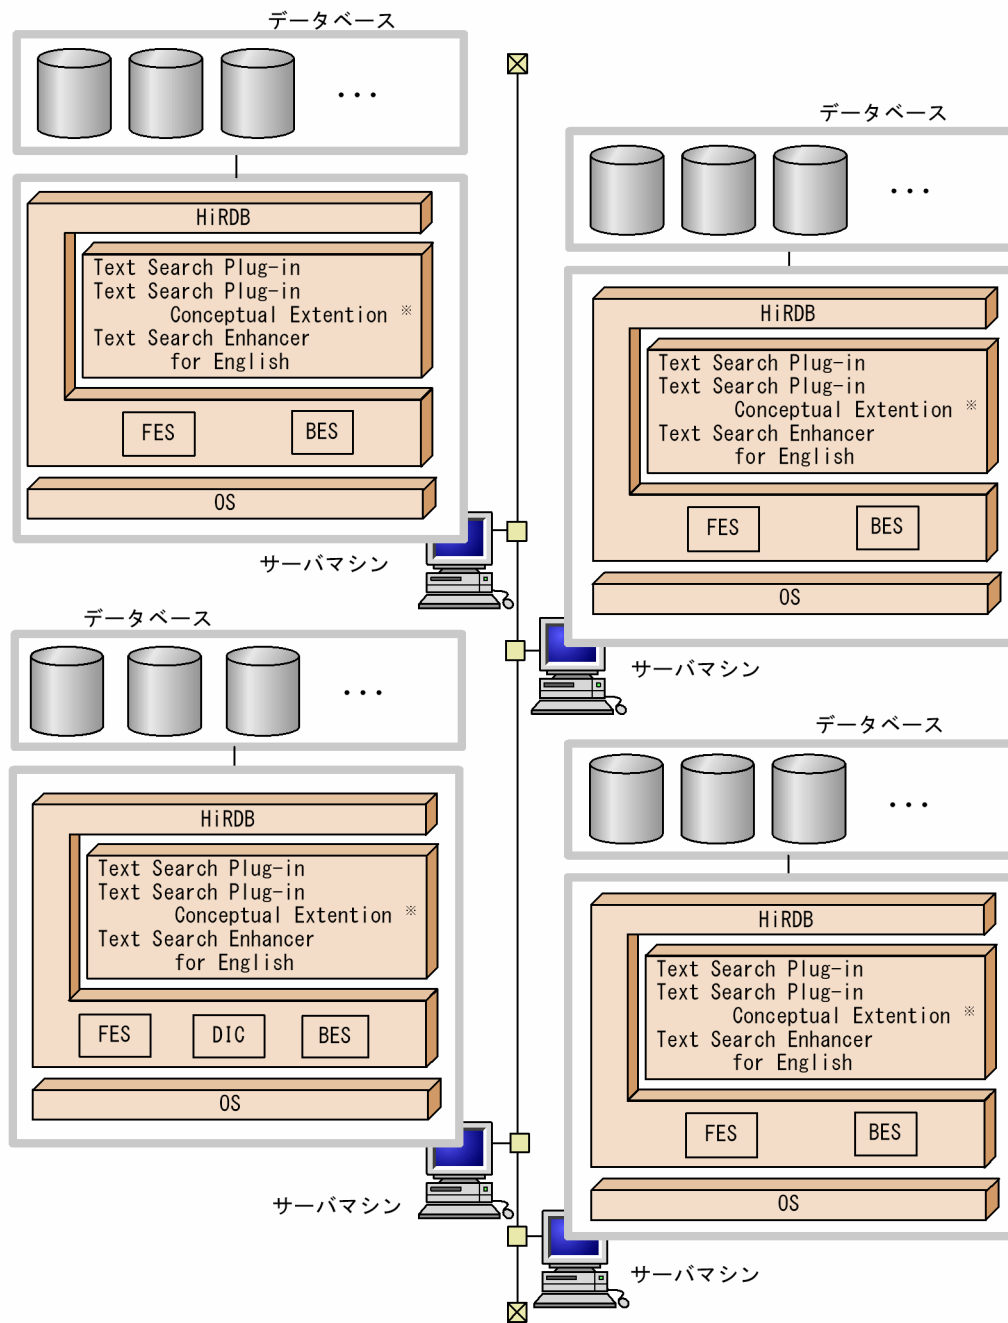 データベース
・・・
HiRDB
Text Search Plug-in
Text Search Plug-in
Conceptual Extention ※
Text Search Enhancer
for English
FES BES
OS
サーバマシン
データベース
・・・
HiRDB
Text Search Plug-in
Text Search Plug-in
Conceptual Extention ※
Text Search Enhancer
for English
FES BES
OS
サーバマシン
データベース
・・・
HiRDB
Text Search Plug-in
Text Search Plug-in
Conceptual Extention ※
Text Search Enhancer
for English
FES DIC BES
OS
サーバマシン
データベース
・・・
HiRDB
Text Search Plug-in
Text Search Plug-in
Conceptual Extention ※
Text Search Enhancer
for English
FES BES
OS
サーバマシン